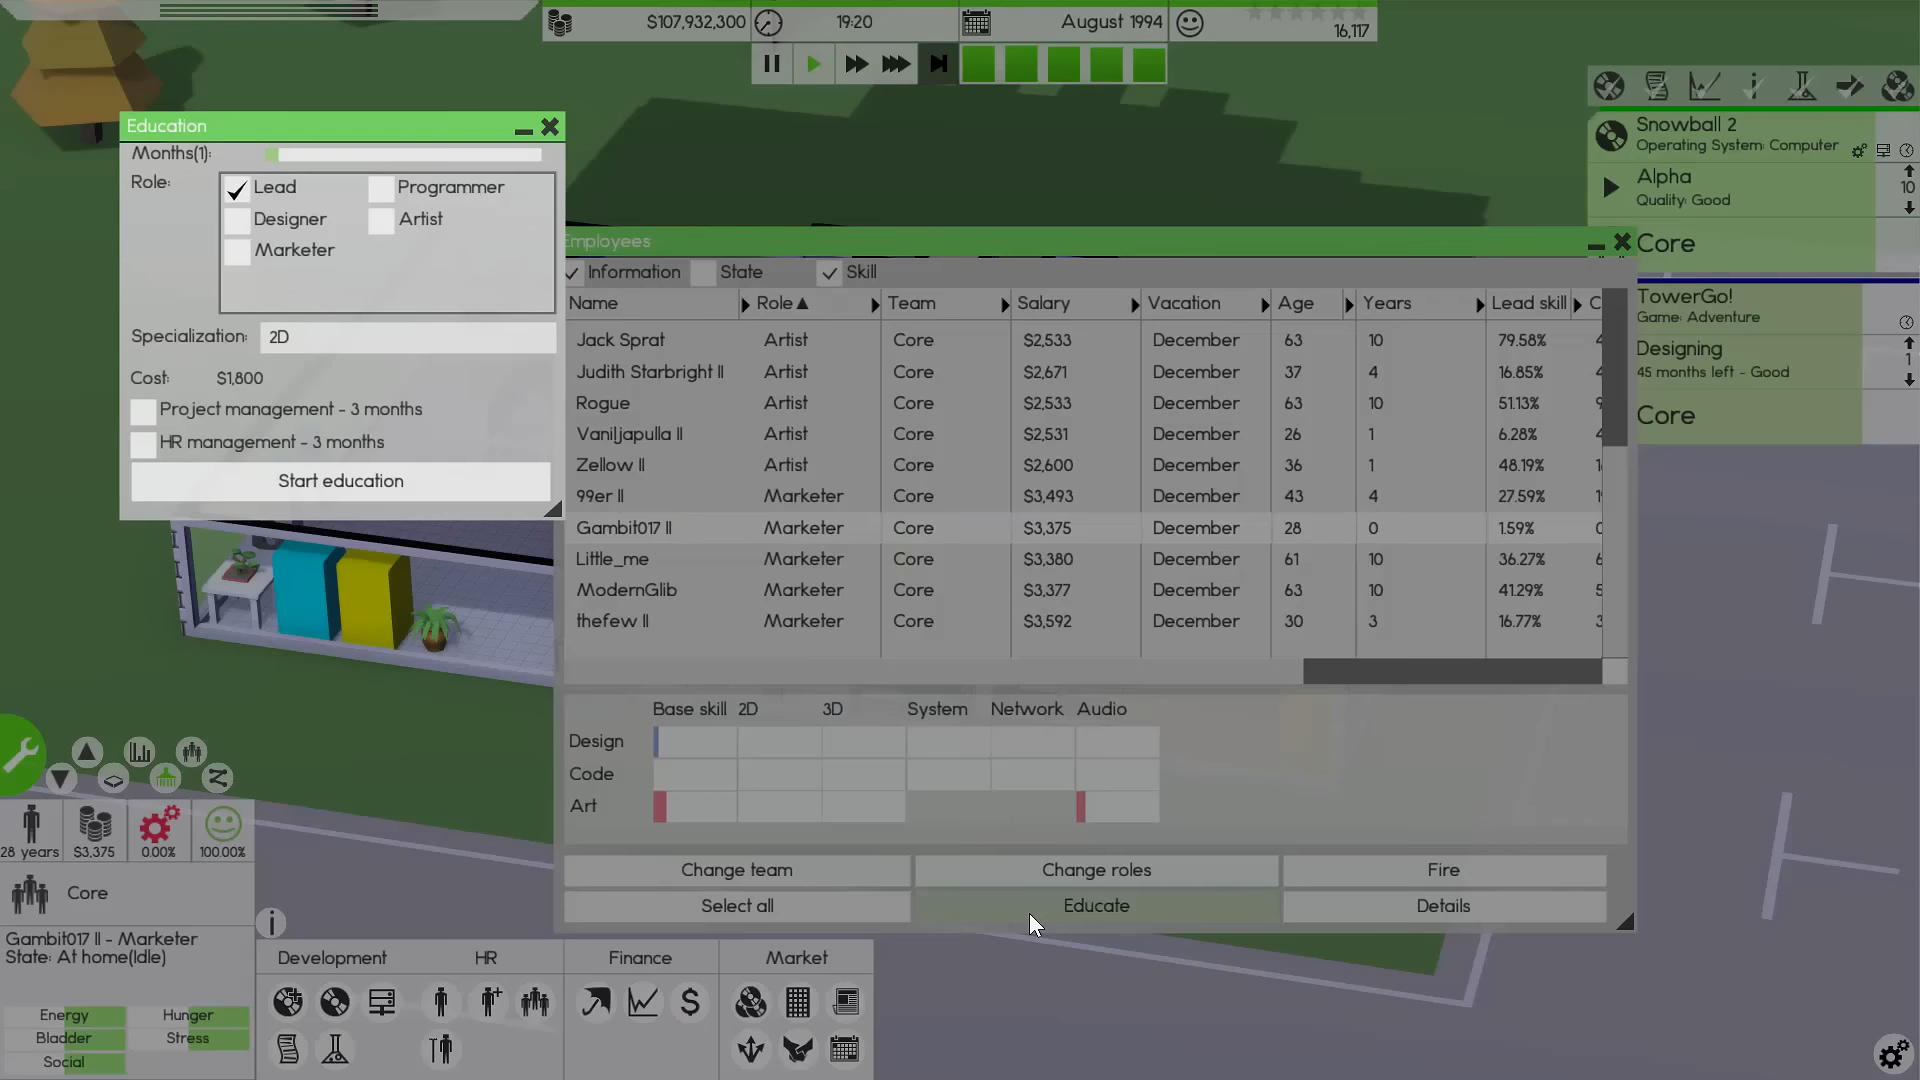 $107,932,300
19:20
August 1994
16,117
Education
Months(1):
Role:
Lead
Programmer
Designer
Artist
Marketer
Specialization:
2D
Cost:
$1,800
Project management - 3 months
HR management - 3 months
Start education
Snowball 2
Operating System: Computer
Alpha
Quality: Good
10
Core
TowerGo!
Game: Adventure
Designing
45 months left - Good
1
Core
Employees
Information State Skill
Name Role Team Salary Vacation Age Years Lead skill C
Jack Sprat Artist Core $2,533 December 63 10 79.58%
Judith Starbright II Artist Core $2,671 December 37 4 16.85%
Rogue Artist Core $2,533 December 63 10 51.13%
Vaniljapulla II Artist Core $2,531 December 26 1 6.28%
Zellow II Artist Core $2,600 December 36 1 48.19%
99er II Marketer Core $3,493 December 43 4 27.59%
Gambit017 II Marketer Core $3,375 December 28 0 1.59%
Little_me Marketer Core $3,380 December 61 10 36.27%
ModernGlib Marketer Core $3,377 December 63 10 41.29%
thefew II Marketer Core $3,592 December 30 3 16.77%
Base skill 2D 3D System Network Audio
Design
Code
Art
Change team Change roles Fire
Select all Educate Details
28 years $3,375 0.00% 100.00%
Core
Gambit017 II - Marketer
State: At home(Idle)
Energy Hunger
Bladder Stress
Social
Development HR Finance Market